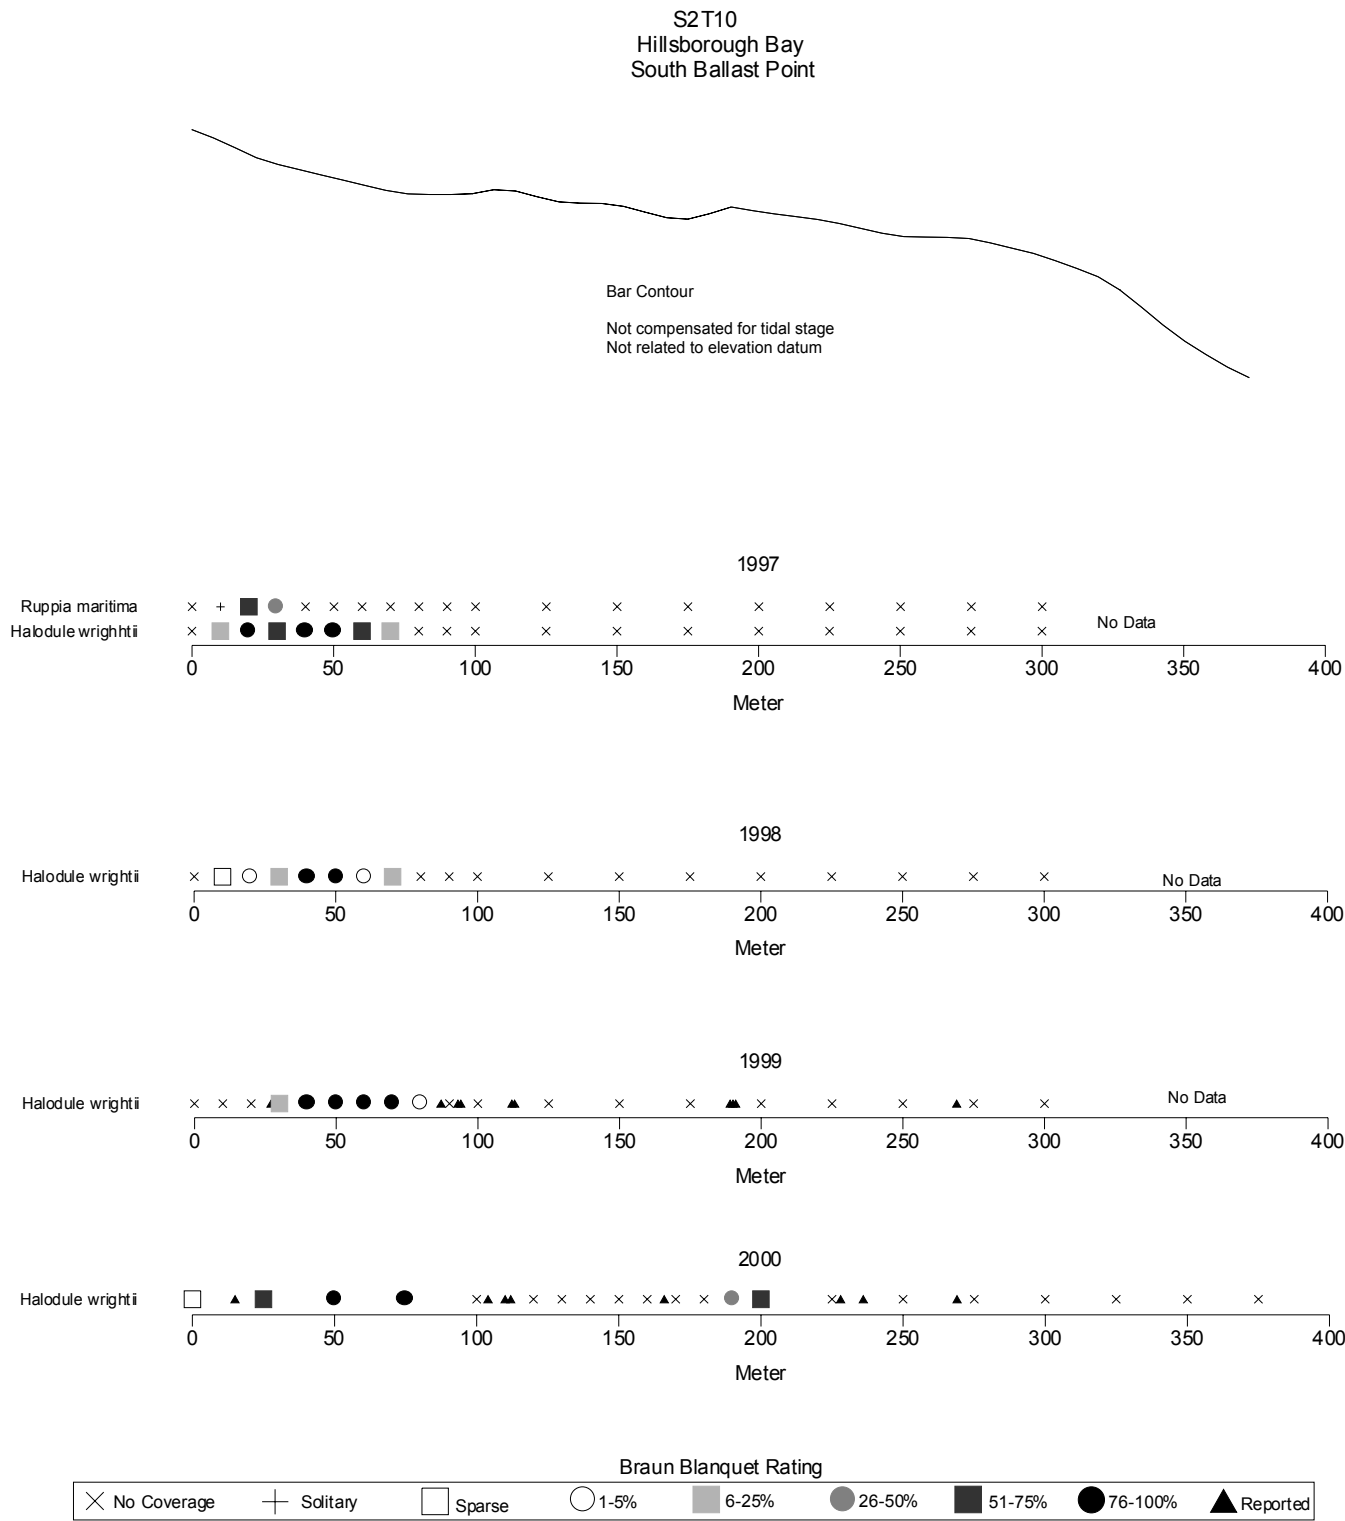 S2T10
Hillsborough Bay
South Ballast Point
Bar Contour
Not compensated for tidal stage
Not related to elevation datum
1997
Ruppia maritima
Halodule wrighhtii
No Data
0 50 100 150 200 250 300 350 400
Meter
1998
Halodule wrightii
No Data
0 50 100 150 200 250 300 350 400
Meter
1999
Halodule wrightii
No Data
0 50 100 150 200 250 300 350 400
Meter
2000
Halodule wrightii
0 50 100 150 200 250 300 350 400
Meter
Braun Blanquet Rating
No Coverage Solitary Sparse 1-5% 6-25% 26-50% 51-75% 76-100% Reported